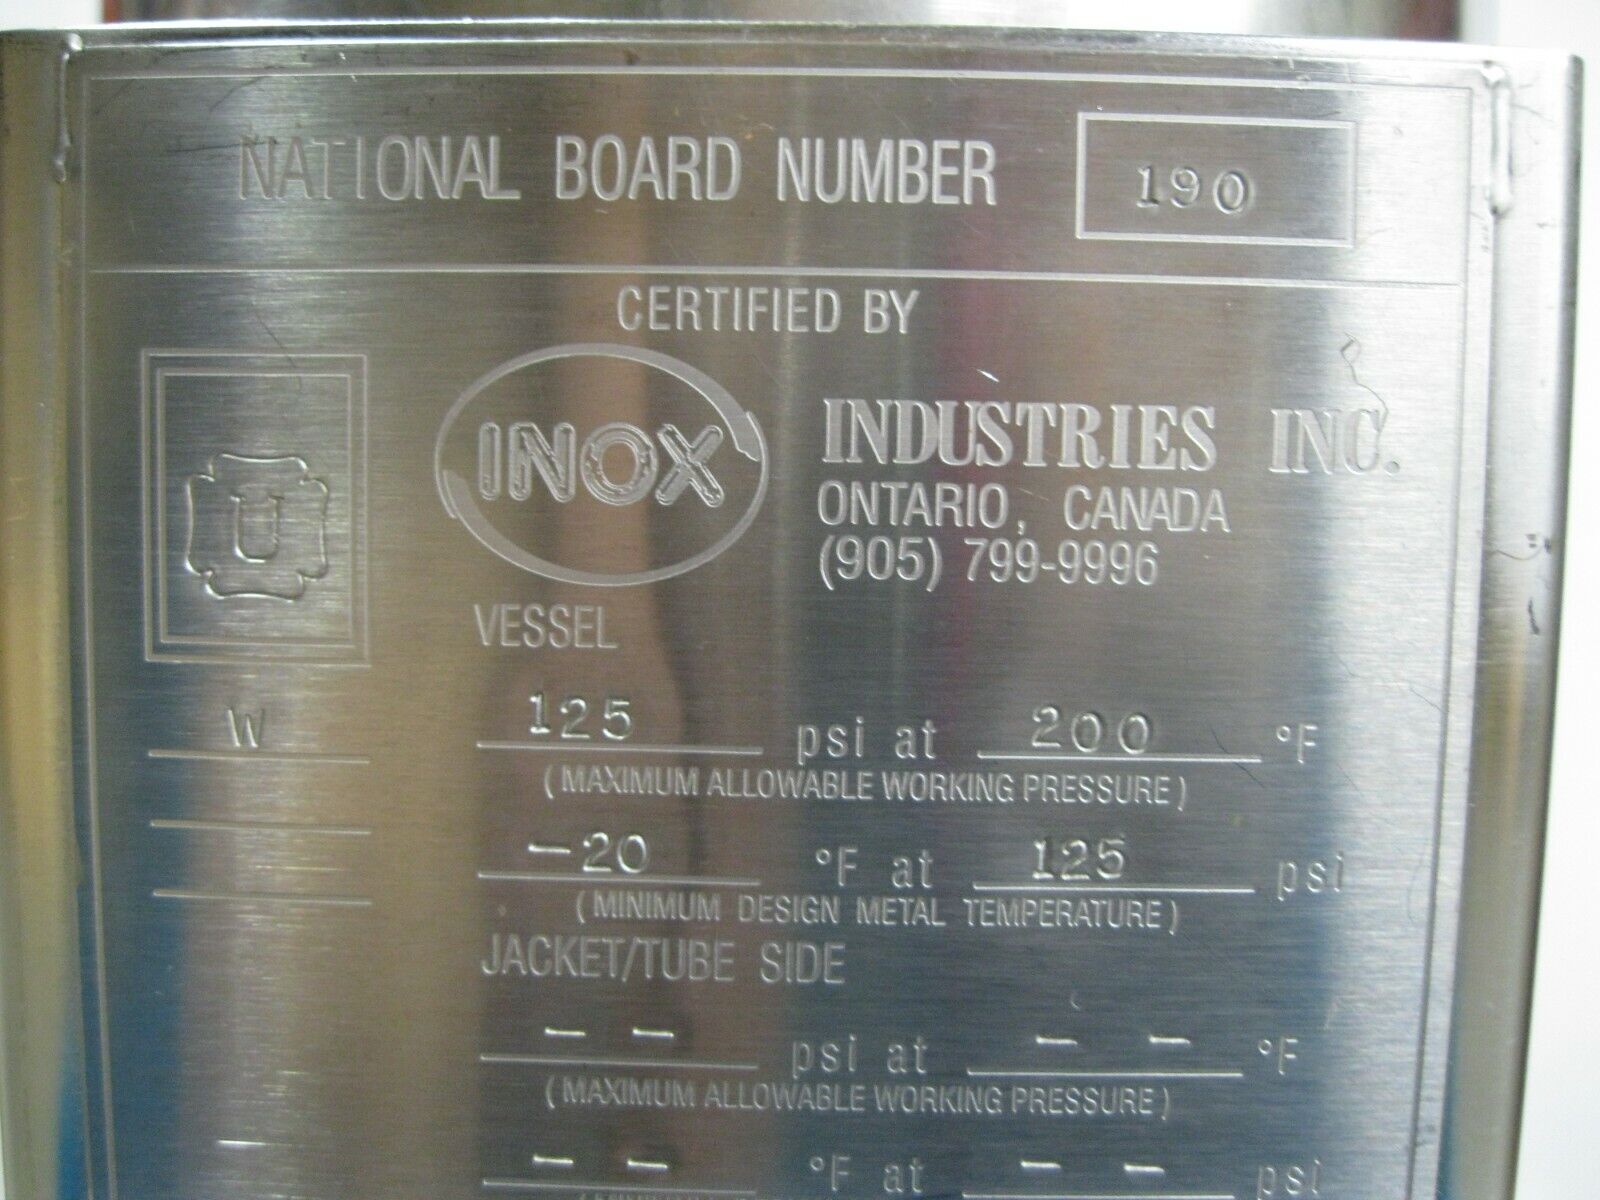 NATIONAL BOARD NUMBER 190
CERTIFIED BY
U
INOX INDUSTRIES INC.
ONTARIO, CANADA
(905) 799-9996
VESSEL
W 125 psi at 200 °F
(MAXIMUM ALLOWABLE WORKING PRESSURE)
-20 °F at 125 psi
(MINIMUM DESIGN METAL TEMPERATURE)
JACKET/TUBE SIDE
- - psi at - - °F
(MAXIMUM ALLOWABLE WORKING PRESSURE)
- - °F at - - psi